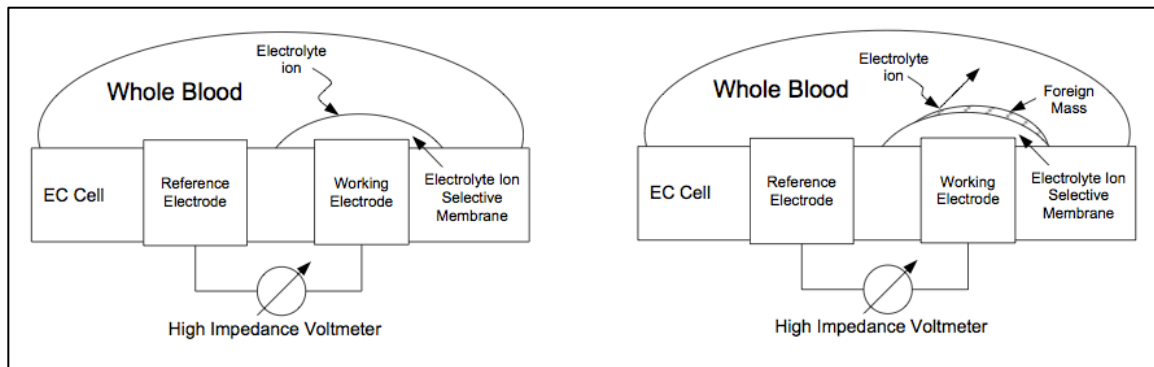 Electrolyte
ion
Whole Blood
EC Cell
Reference
Electrode
Working
Electrode
Electrolyte Ion
Selective
Membrane
High Impedance Voltmeter
Electrolyte
ion
Whole Blood
Foreign
Mass
EC Cell
Reference
Electrode
Working
Electrode
Electrolyte Ion
Selective
Membrane
High Impedance Voltmeter